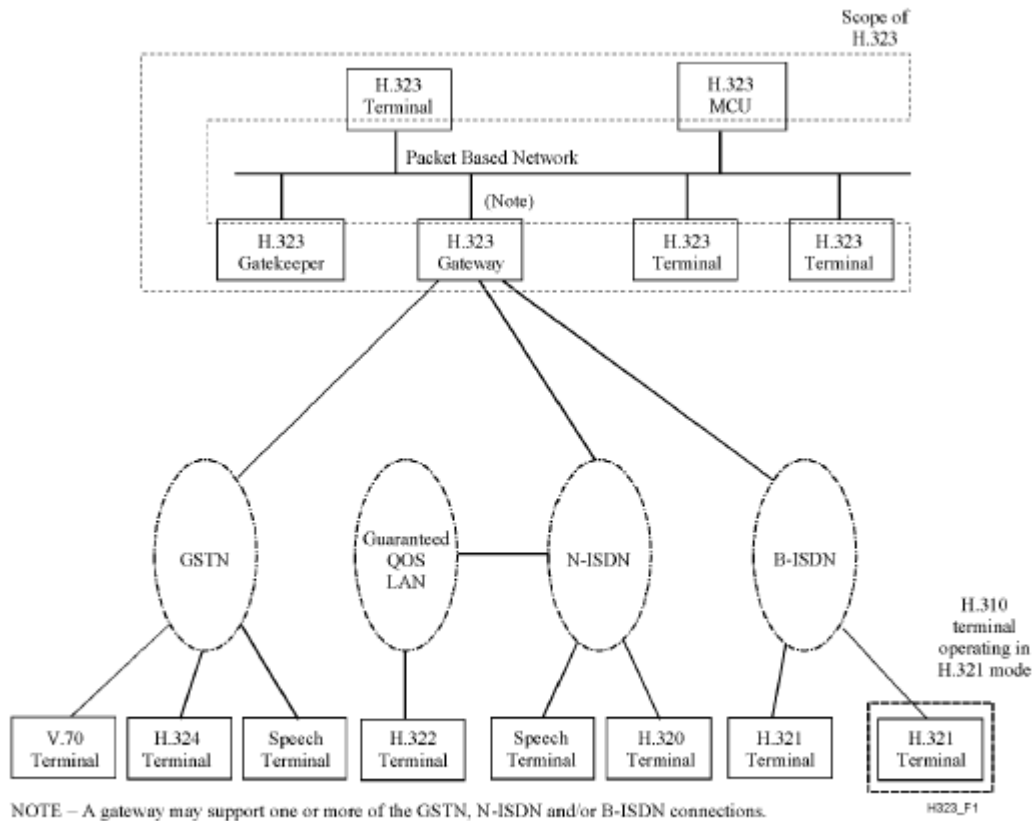 Scope of
H.323
H.323
Terminal
H.323
MCU
Packet Based Network
(Note)
H.323
Gatekeeper
H.323
Gateway
H.323
Terminal
H.323
Terminal
GSTN
Guaranteed
QOS
LAN
N-ISDN
B-ISDN
H.310
terminal
operating in
H.321 mode
V.70
Terminal
H.324
Terminal
Speech
Terminal
H.322
Terminal
Speech
Terminal
H.320
Terminal
H.321
Terminal
H.321
Terminal
NOTE – A gateway may support one or more of the GSTN, N-ISDN and/or B-ISDN connections.
H323_F1